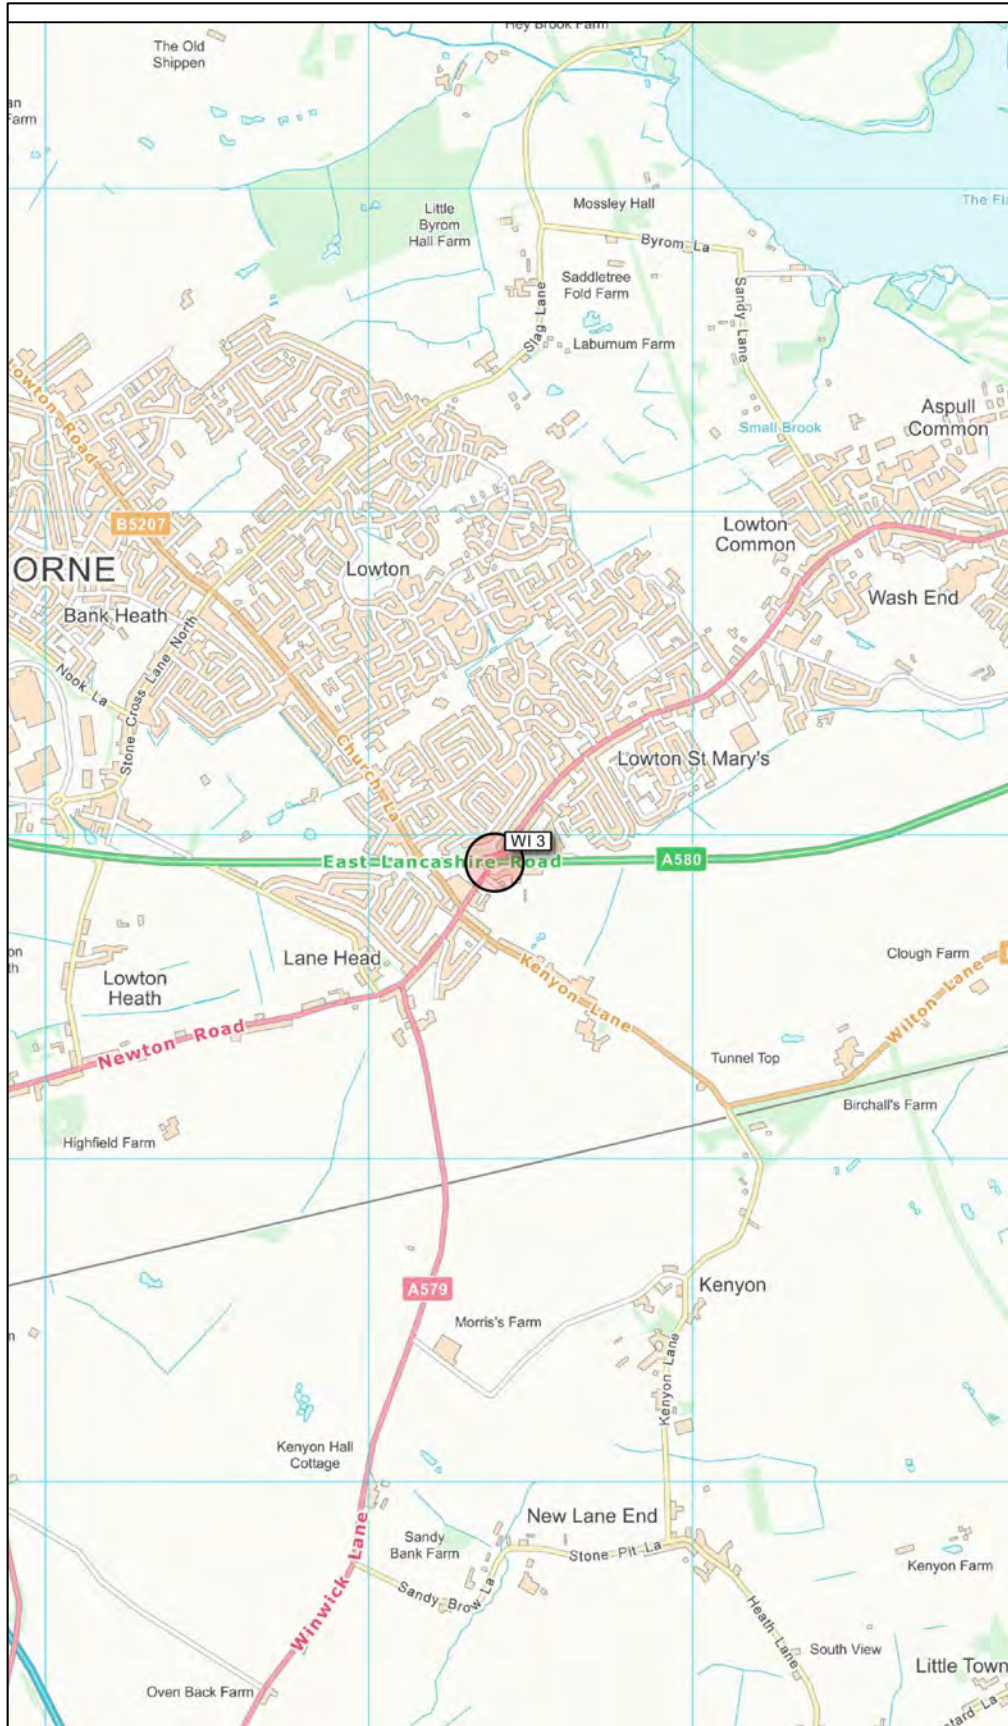 Hey Brook Farm
The Old
Shippen
Farm
The
Mossley Hall
Little
Byrom
Hall Farm
Byrom La
Saddletree
Fold Farm
Sandy Lane
Slag Lane
Laburnum Farm
Lowton Road
Aspull
Common
Small Brook
B5207
Lowton
Common
ORNE
Lowton
Wash End
Bank Heath
Stone Cross Lane North
Nook La
Church La
Lowton St Mary's
WI 3
East Lancashire Road
A580
Lane Head
Clough Farm
Lowton
Heath
Kenyon Lane
Wilton Lane
Newton Road
Tunnel Top
Birchall's Farm
Highfield Farm
A579
Kenyon
Morris's Farm
Kenyon Lane
Kenyon Hall
Cottage
New Lane End
Sandy
Bank Farm
Stone Pit La
Kenyon Farm
Winwick Lane
Sandy Brow La
Heath Lane
South View
Little Town
Oven Back Farm